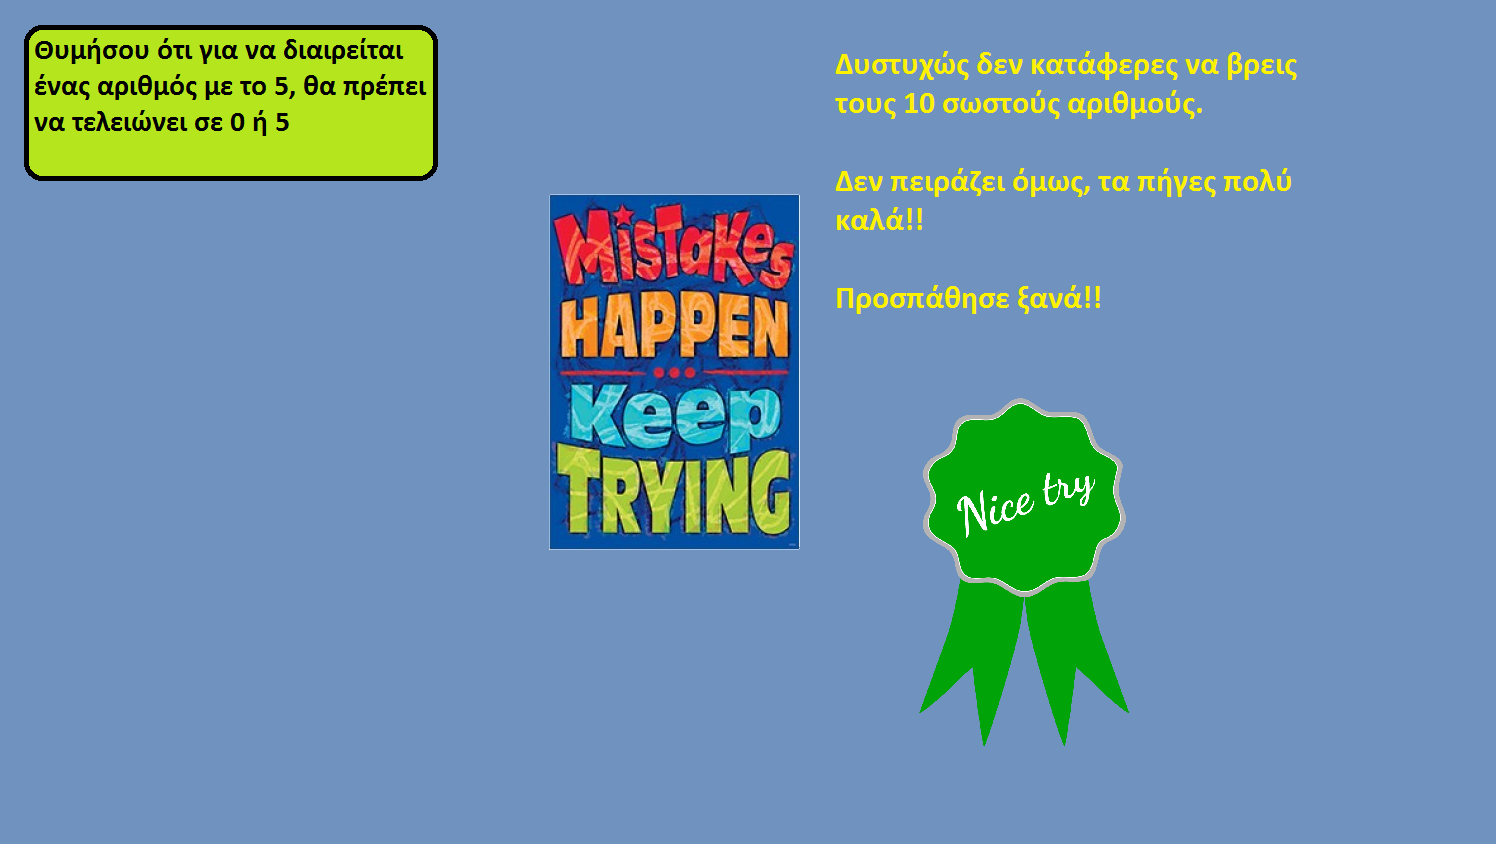 Θυμήσου ότι για να διαιρείται
ένας αριθμός με το 5, θα πρέπει
να τελειώνει σε 0 ή 5
Δυστυχώς δεν κατάφερες να βρεις
τους 10 σωστούς αριθμούς.
Δεν πειράζει όμως, τα πήγες πολύ
καλά!!
Προσπάθησε ξανά!!
MISTAKES
HAPPEN
...
Keep
TRYING
Nice try